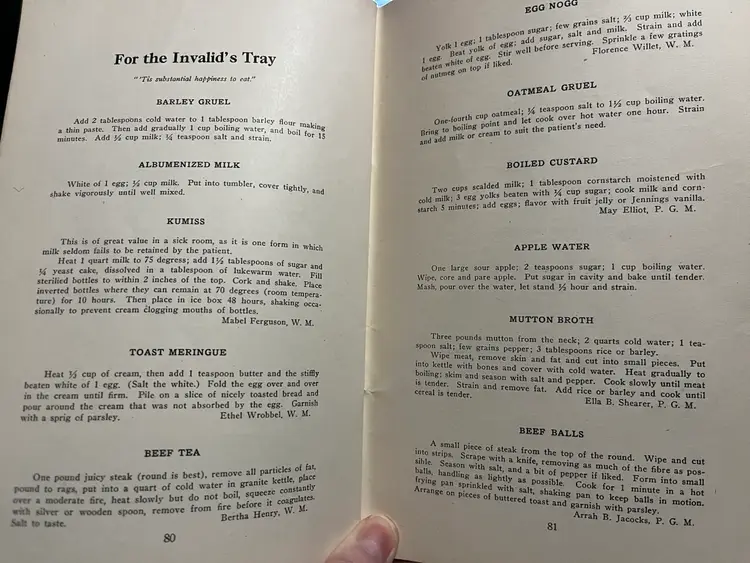 For the Invalid's Tray
"'Tis substantial happiness to eat."
BARLEY GRUEL
Add 2 tablespoons cold water to 1 tablespoon barley flour making
a thin paste. Then add gradually 1 cup boiling water, and boil for 15
minutes. Add ½ cup milk; ¼ teaspoon salt and strain.
ALBUMENIZED MILK
White of 1 egg; ½ cup milk. Put into tumbler, cover tightly, and
shake vigorously until well mixed.
KUMISS
This is of great value in a sick room, as it is one form in which
milk seldom fails to be retained by the patient.
Heat 1 quart milk to 75 degrees; add 1½ tablespoons of sugar and
¼ yeast cake, dissolved in a tablespoon of lukewarm water. Fill
sterilied bottles to within 2 inches of the top. Cork and shake. Place
inverted bottles where they can remain at 70 degrees (room tempera-
ture) for 10 hours. Then place in ice box 48 hours, shaking occa-
sionally to prevent cream clogging mouths of bottles.
Mabel Ferguson, W. M.
TOAST MERINGUE
Heat ½ cup of cream, then add 1 teaspoon butter and the stiffly
beaten white of 1 egg. (Salt the white.) Fold the egg over and over
in the cream until firm. Pile on a slice of nicely toasted bread and
pour around the cream that was not absorbed by the egg. Garnish
with a sprig of parsley.
Ethel Wrobbel, W. M.
BEEF TEA
One pound juicy steak (round is best), remove all particles of fat,
pound to rags, put into a quart of cold water in granite kettle, place
over a moderate fire, heat slowly but do not boil, squeeze constantly
with silver or wooden spoon, remove from fire before it coagulates.
Salt to taste.
Bertha Henry, W. M.
80
EGG NOGG
Yolk 1 egg; 1 tablespoon sugar; few grains salt; ⅔ cup milk; white
1 egg. Beat yolk of egg; add sugar, salt and milk. Strain and add
beaten white of egg. Stir well before serving. Sprinkle a few gratings
of nutmeg on top if liked.
Florence Willet, W. M.
OATMEAL GRUEL
One-fourth cup oatmeal; ¼ teaspoon salt to 1½ cup boiling water.
Bring to boiling point and let cook over hot water one hour. Strain
and add milk or cream to suit the patient's need.
BOILED CUSTARD
Two cups scalded milk; 1 tablespoon cornstarch moistened with
cold milk; 3 egg yolks beaten with ¼ cup sugar; cook milk and corn-
starch 5 minutes; add eggs; flavor with fruit jelly or Jennings vanilla.
May Elliot, P. G. M.
APPLE WATER
One large sour apple; 2 teaspoons sugar; 1 cup boiling water.
Wipe, core and pare apple. Put sugar in cavity and bake until tender.
Mash, pour over the water, let stand ½ hour and strain.
MUTTON BROTH
Three pounds mutton from the neck; 2 quarts cold water; 1 tea-
spoon salt; few grains pepper; 3 tablespoons rice or barley.
Wipe meat, remove skin and fat and cut into small pieces. Put
into kettle with bones and cover with cold water. Heat gradually to
boiling; skim and season with salt and pepper. Cook slowly until meat
is tender. Strain and remove fat. Add rice or barley and cook until
cereal is tender.
Ella B. Shearer, P. G. M.
BEEF BALLS
A small piece of steak from the top of the round. Wipe and cut
into strips. Scrape with a knife, removing as much of the fibre as pos-
sible. Season with salt, and a bit of pepper if liked. Form into small
balls, handling as lightly as possible. Cook for 1 minute in a hot
frying pan sprinkled with salt, shaking pan to keep balls in motion.
Arrange on pieces of buttered toast and garnish with parsley.
Arrah B. Jacocks, P. G. M.
81